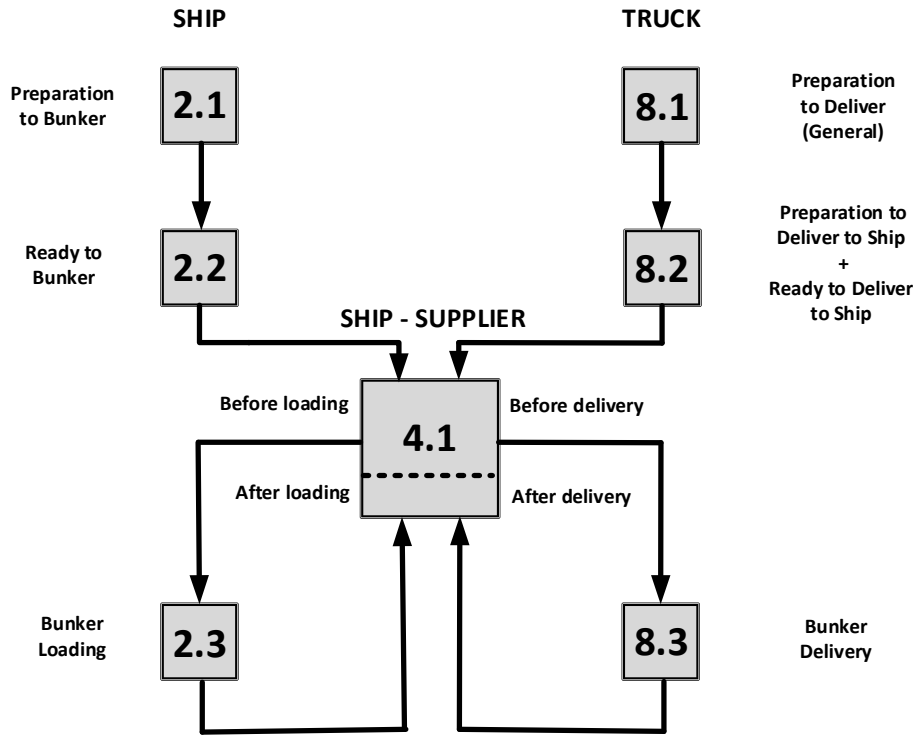 SHIP
TRUCK
Preparation
to Bunker
2.1
8.1
Preparation
to Deliver
(General)
Ready to
Bunker
2.2
8.2
Preparation to
Deliver to Ship
+
Ready to Deliver
to Ship
SHIP - SUPPLIER
Before loading
4.1
Before delivery
After loading
After delivery
Bunker
Loading
2.3
8.3
Bunker
Delivery